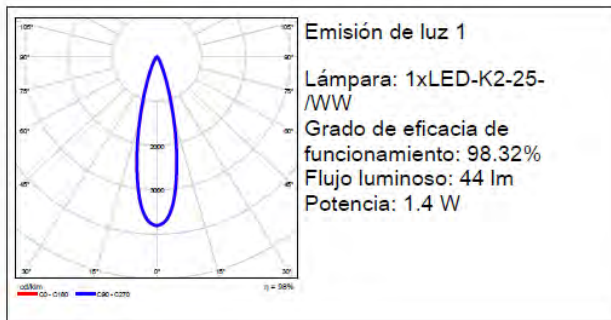 Emisión de luz 1
Lámpara: 1xLED-K2-25-
/WW
Grado de eficacia de
funcionamiento: 98.32%
Flujo luminoso: 44 lm
Potencia: 1.4 W
105° 105°
90° 90°
75° 75°
60° 60°
2000
45° 45°
3000
30° 15° 0° 15° 30°
cd/klm η = 98%
C0 - C180 C90 - C270